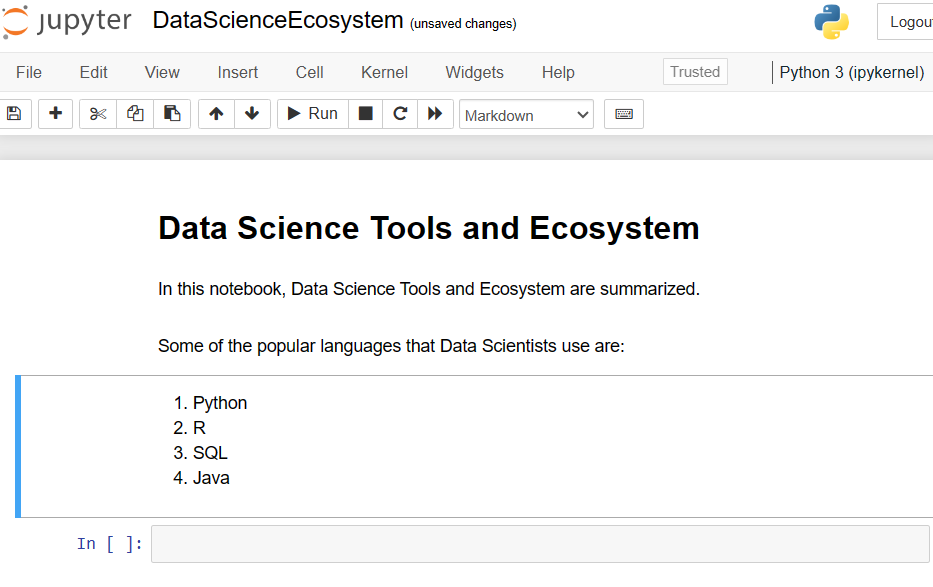 jupyter DataScienceEcosystem (unsaved changes) Logou
File Edit View Insert Cell Kernel Widgets Help Trusted Python 3 (ipykernel)
Run Markdown
Data Science Tools and Ecosystem
In this notebook, Data Science Tools and Ecosystem are summarized.
Some of the popular languages that Data Scientists use are:
1. Python
2. R
3. SQL
4. Java
In [ ]: